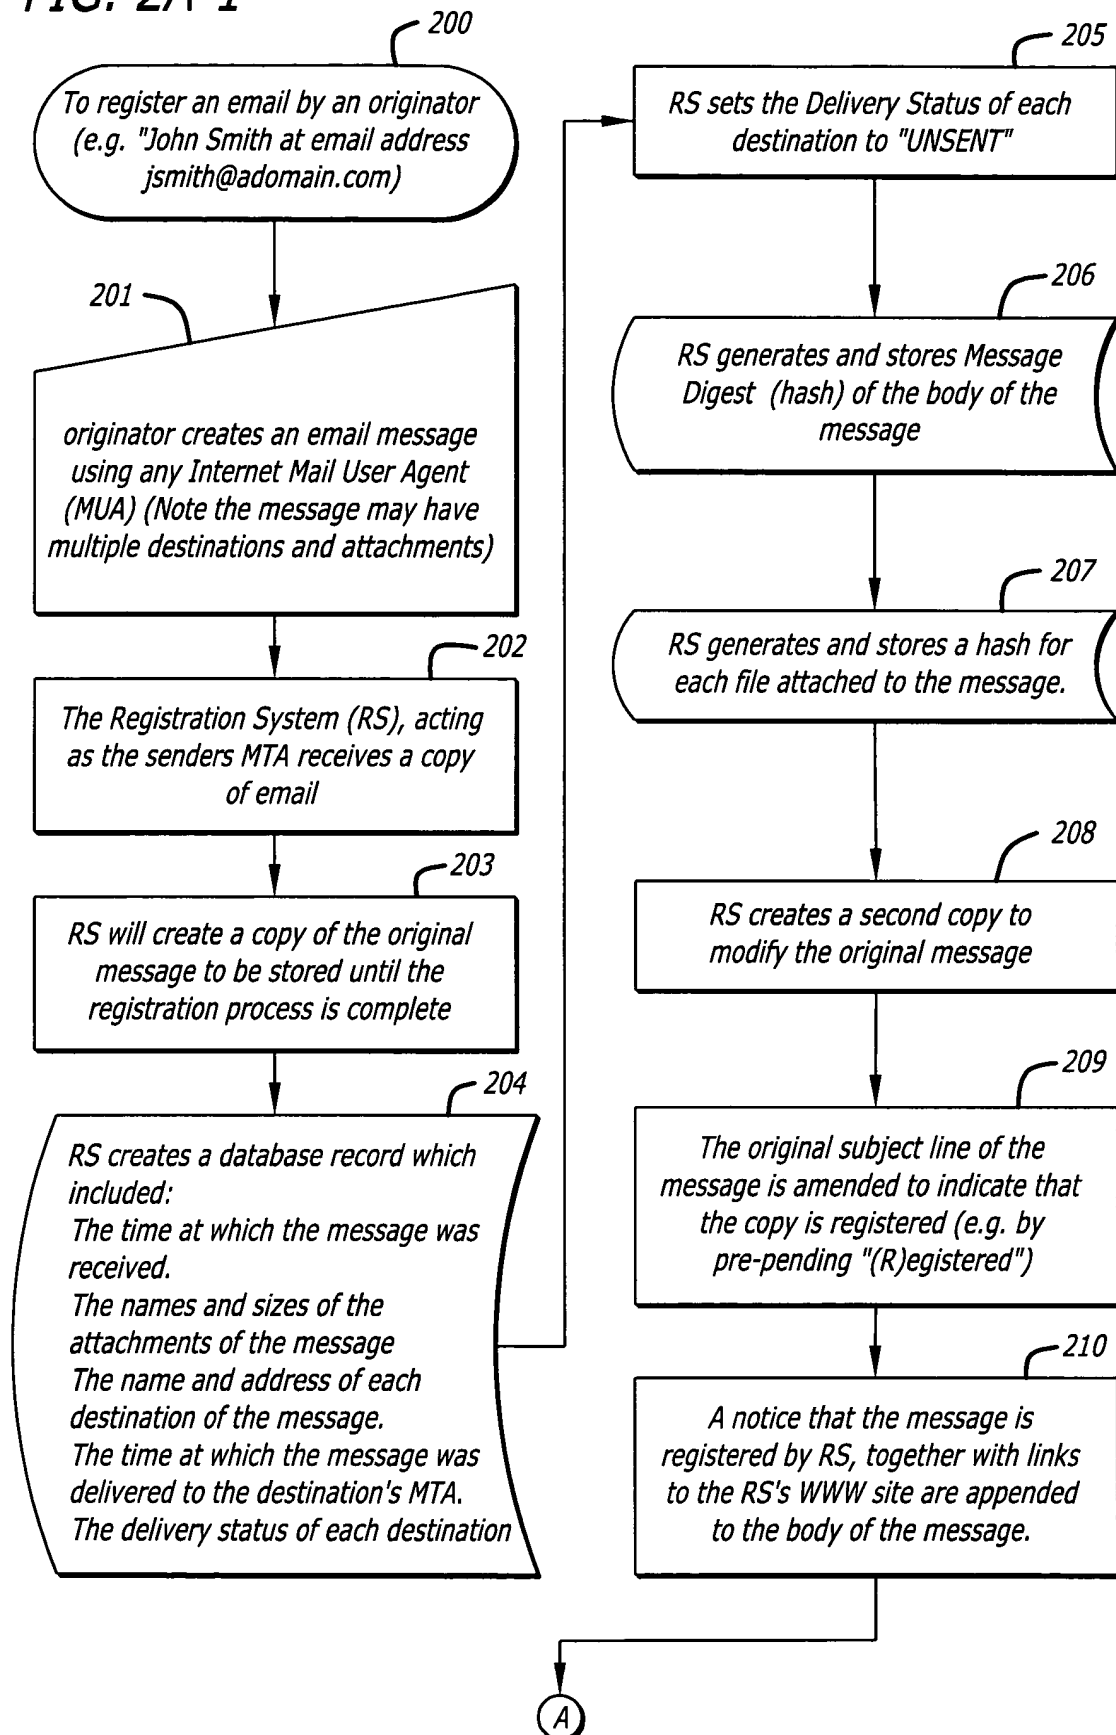 FIG. 2A-1
200
To register an email by an originator
(e.g. "John Smith at email address
jsmith@adomain.com)
201
originator creates an email message
using any Internet Mail User Agent
(MUA) (Note the message may have
multiple destinations and attachments)
202
The Registration System (RS), acting
as the senders MTA receives a copy
of email
203
RS will create a copy of the original
message to be stored until the
registration process is complete
204
RS creates a database record which
included:
The time at which the message was
received.
The names and sizes of the
attachments of the message
The name and address of each
destination of the message.
The time at which the message was
delivered to the destination's MTA.
The delivery status of each destination
205
RS sets the Delivery Status of each
destination to "UNSENT"
206
RS generates and stores Message
Digest (hash) of the body of the
message
207
RS generates and stores a hash for
each file attached to the message.
208
RS creates a second copy to
modify the original message
209
The original subject line of the
message is amended to indicate that
the copy is registered (e.g. by
pre-pending "(R)egistered")
210
A notice that the message is
registered by RS, together with links
to the RS's WWW site are appended
to the body of the message.
A